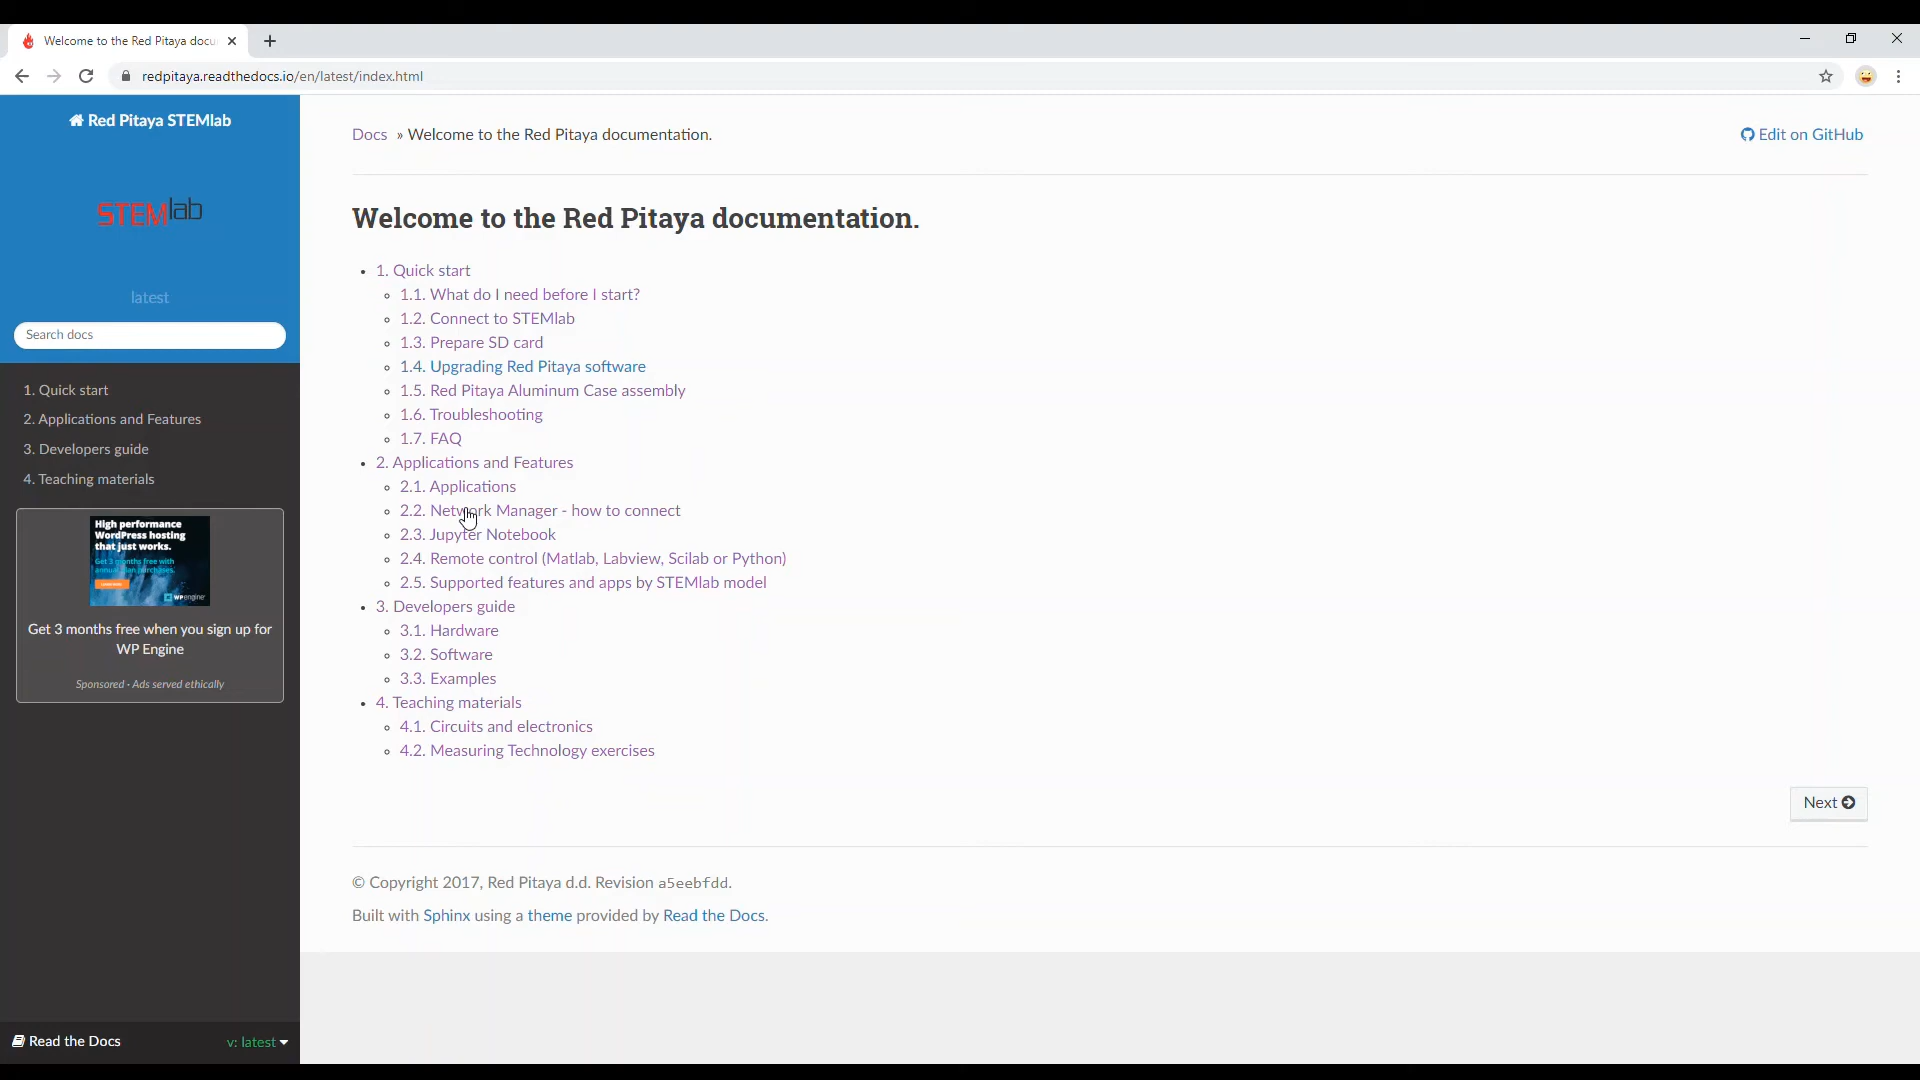 Welcome to the Red Pitaya docu
redpitaya.readthedocs.io/en/latest/index.html
Red Pitaya STEMlab
STEMlab
latest
Search docs
1. Quick start
2. Applications and Features
3. Developers guide
4. Teaching materials
High performance
WordPress hosting
that just works.
Get 3 months free with
annual plan purchases.
wpengine
Get 3 months free when you sign up for
WP Engine
Sponsored · Ads served ethically
Read the Docs
v: latest
Docs » Welcome to the Red Pitaya documentation.
Edit on GitHub
Welcome to the Red Pitaya documentation.
1. Quick start
1.1. What do I need before I start?
1.2. Connect to STEMlab
1.3. Prepare SD card
1.4. Upgrading Red Pitaya software
1.5. Red Pitaya Aluminum Case assembly
1.6. Troubleshooting
1.7. FAQ
2. Applications and Features
2.1. Applications
2.2. Network Manager - how to connect
2.3. Jupyter Notebook
2.4. Remote control (Matlab, Labview, Scilab or Python)
2.5. Supported features and apps by STEMlab model
3. Developers guide
3.1. Hardware
3.2. Software
3.3. Examples
4. Teaching materials
4.1. Circuits and electronics
4.2. Measuring Technology exercises
Next
© Copyright 2017, Red Pitaya d.d. Revision a5eebfdd.
Built with Sphinx using a theme provided by Read the Docs.